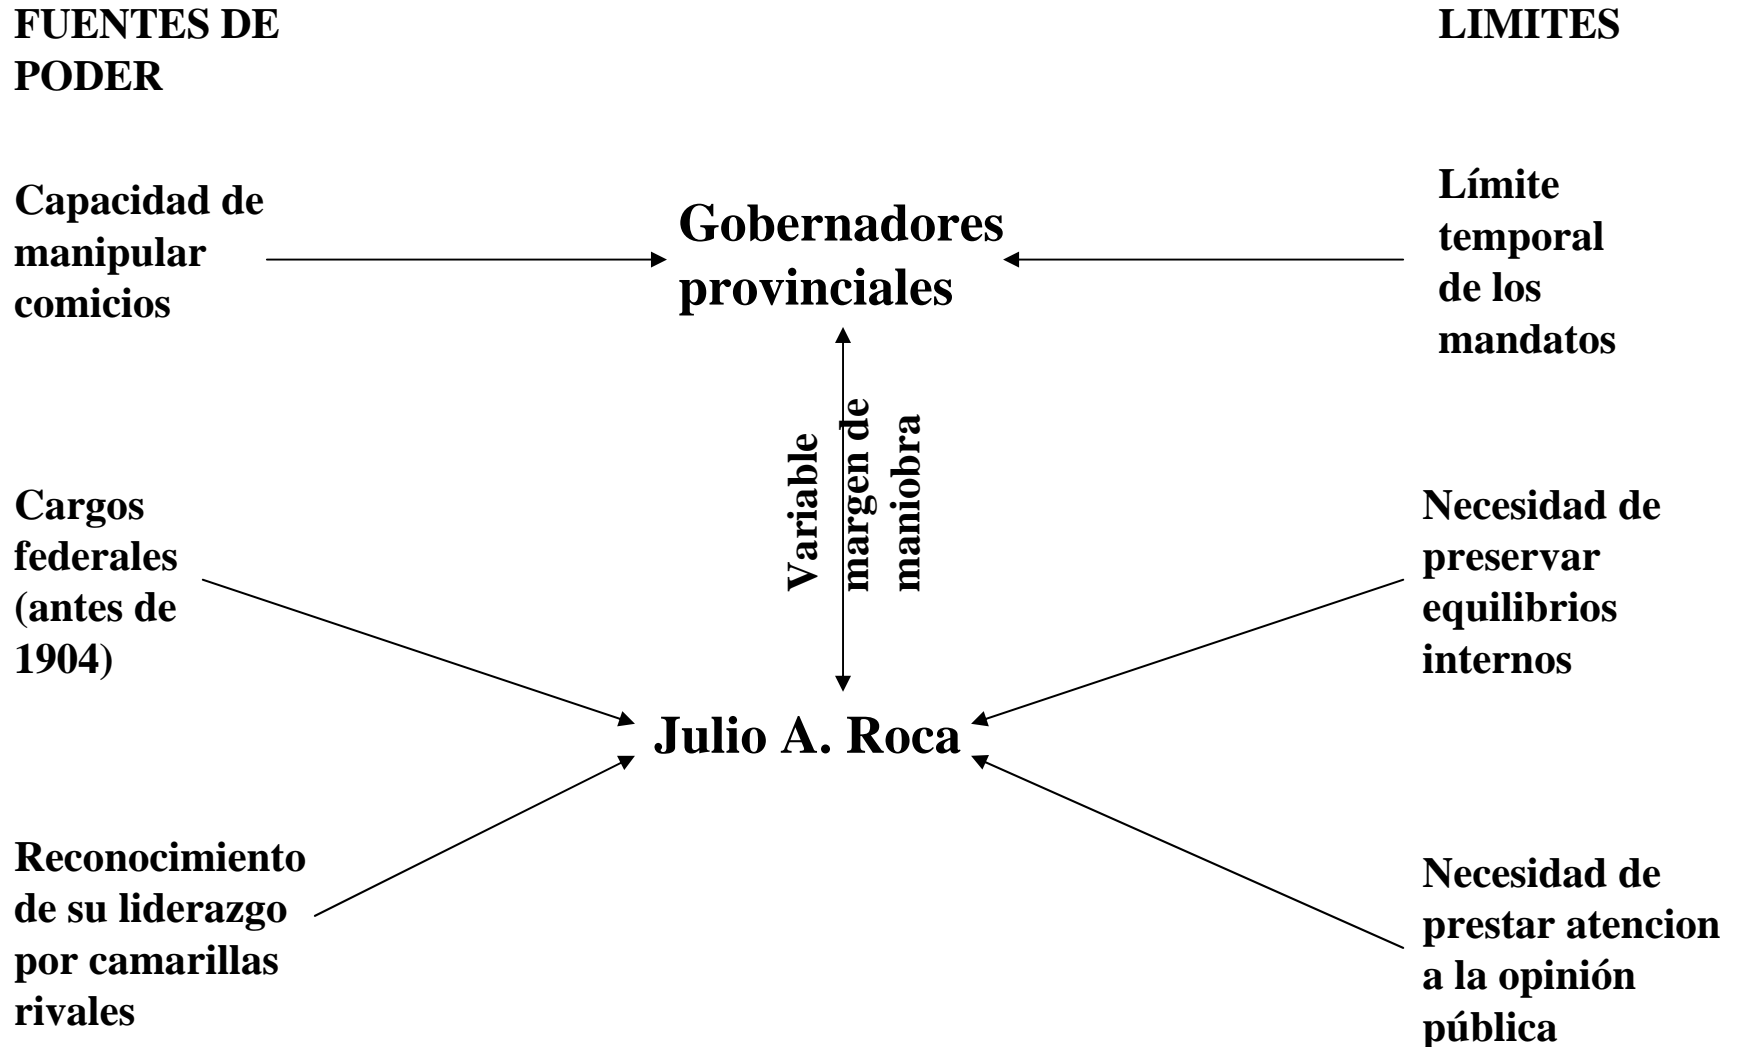 FUENTES DE
PODER
LIMITES
Capacidad de
manipular
comicios
Gobernadores
provinciales
Límite
temporal
de los
mandatos
Variable
margen de
maniobra
Cargos
federales
(antes de
1904)
Necesidad de
preservar
equilibrios
internos
Julio A. Roca
Reconocimiento
de su liderazgo
por camarillas
rivales
Necesidad de
prestar atencion
a la opinión
pública